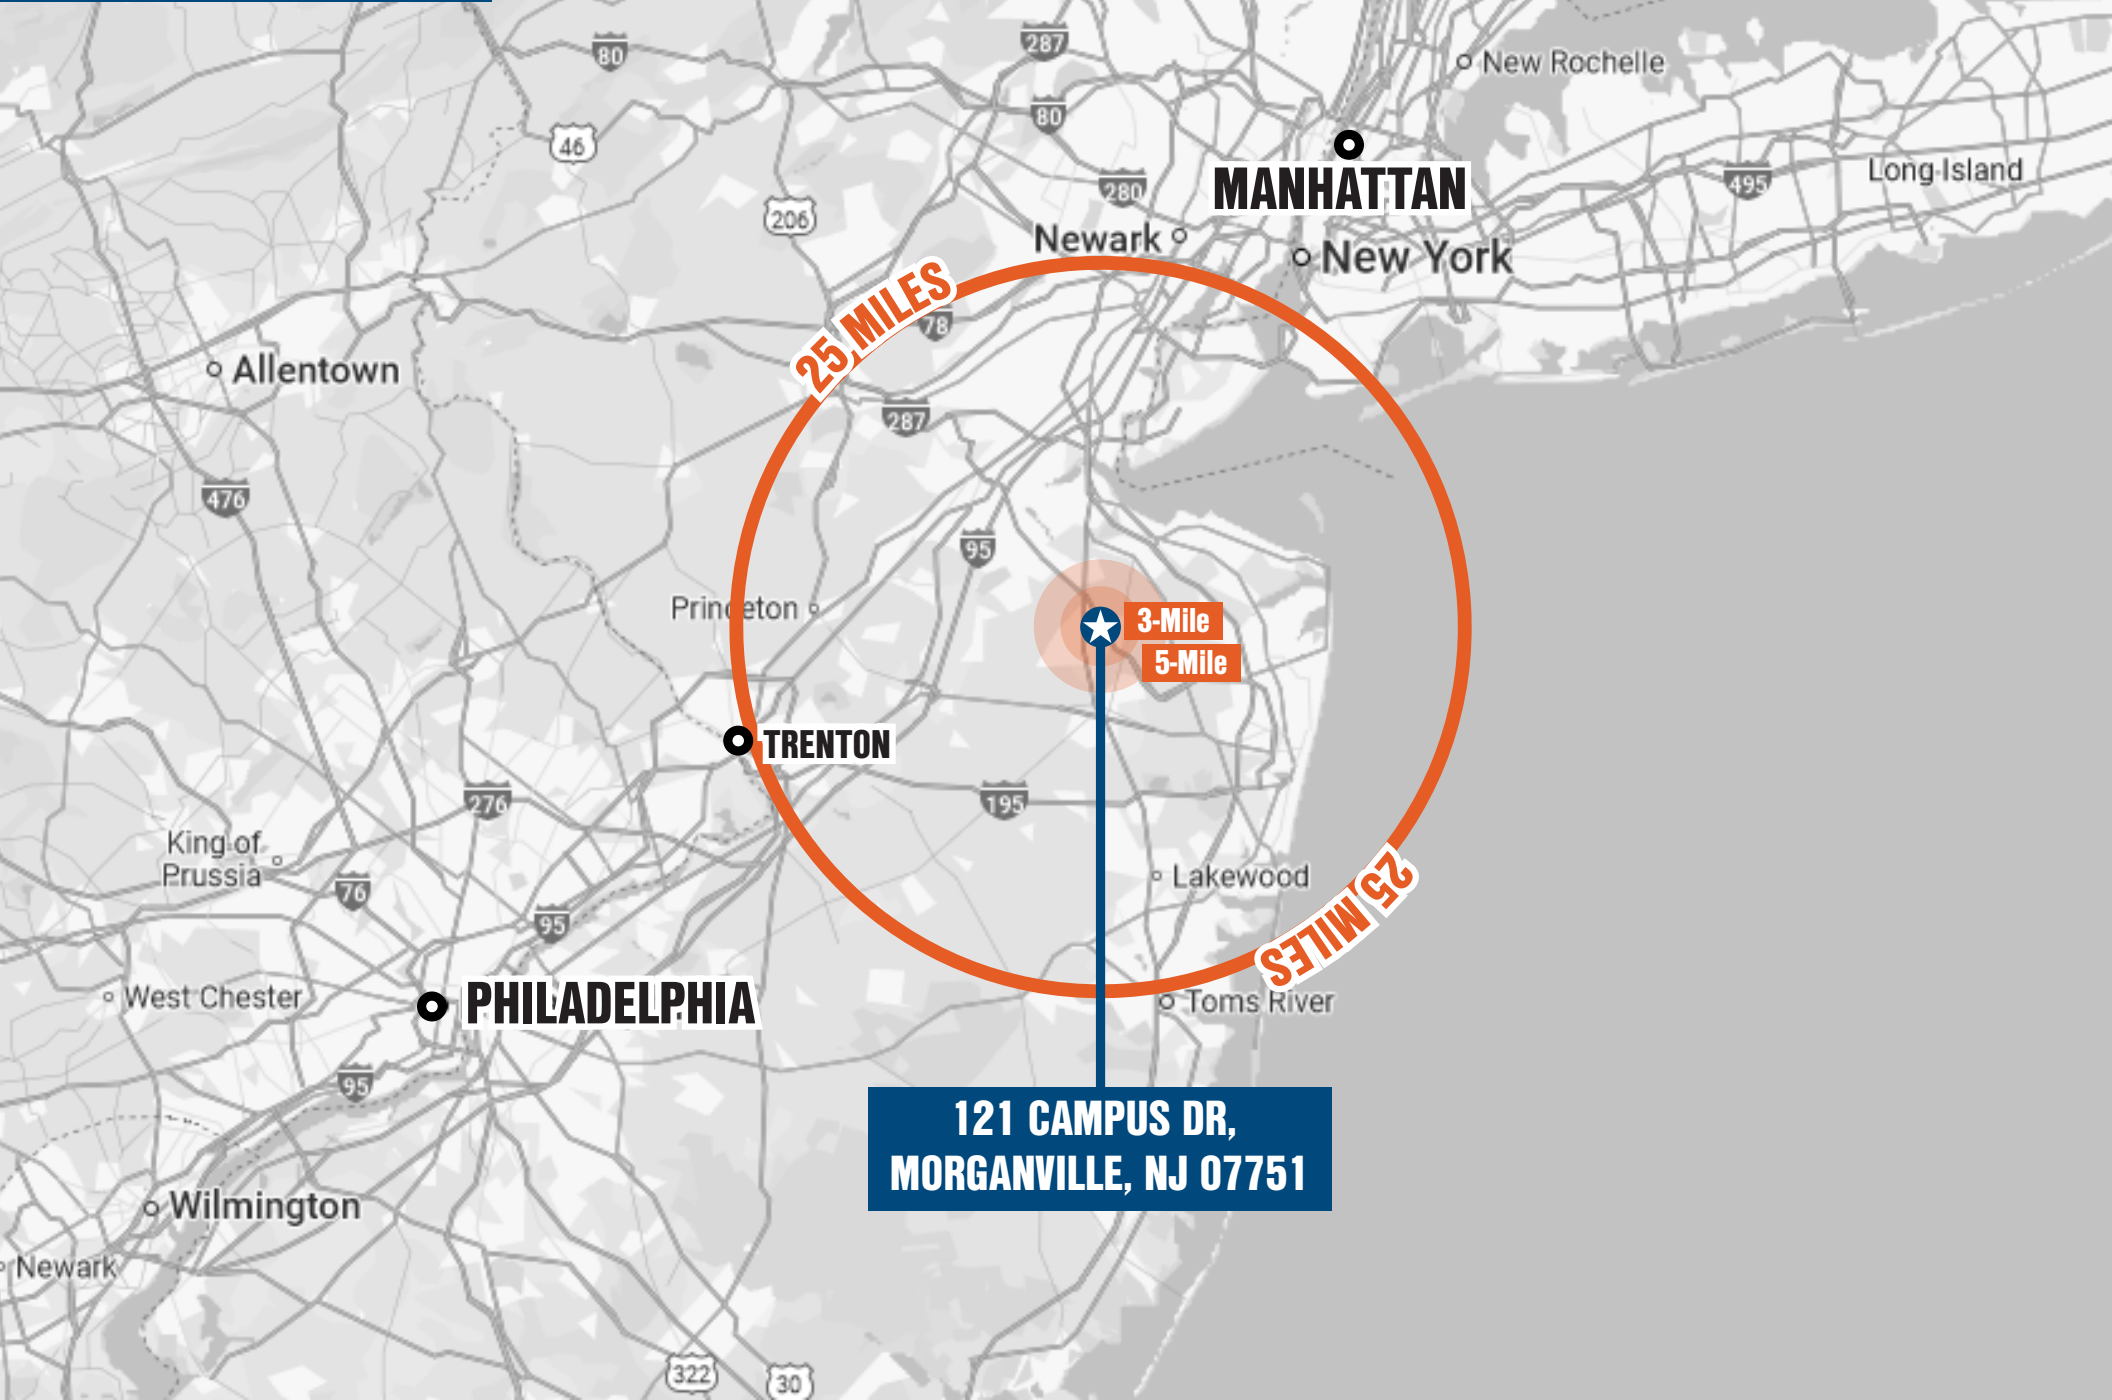 287
80
New Rochelle
80
46
MANHATTAN
495
Long Island
280
206
Newark
New York
25 MILES
78
Allentown
287
476
95
Princeton
3-Mile
5-Mile
TRENTON
276
195
King of
Prussia
76
Lakewood
25 MILES
95
West Chester
PHILADELPHIA
Toms River
95
121 CAMPUS DR,
MORGANVILLE, NJ 07751
Wilmington
Newark
322
30